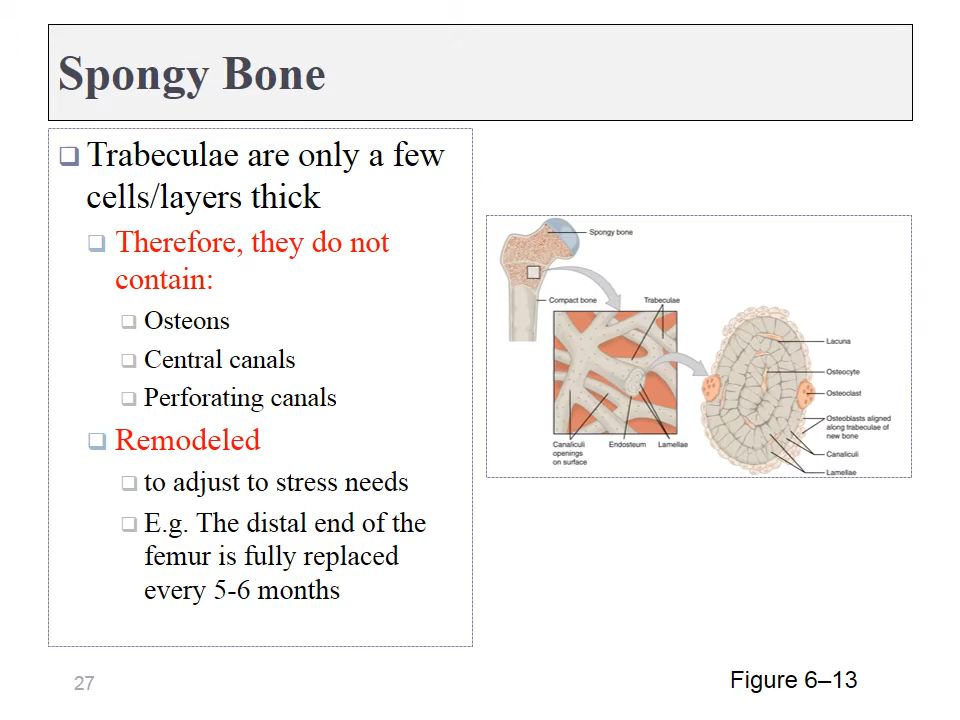 Spongy Bone
Trabeculae are only a few
cells/layers thick
Therefore, they do not
contain:
Osteons
Central canals
Perforating canals
Remodeled
to adjust to stress needs
E.g. The distal end of the
femur is fully replaced
every 5-6 months
Spongy bone
Compact bone
Trabeculae
Canaliculi
openings
on surface
Endosteum
Lamellae
Lacuna
Osteocyte
Osteoclast
Osteoblasts aligned
along trabeculae of
new bone
Canaliculi
Lamellae
27
Figure 6–13